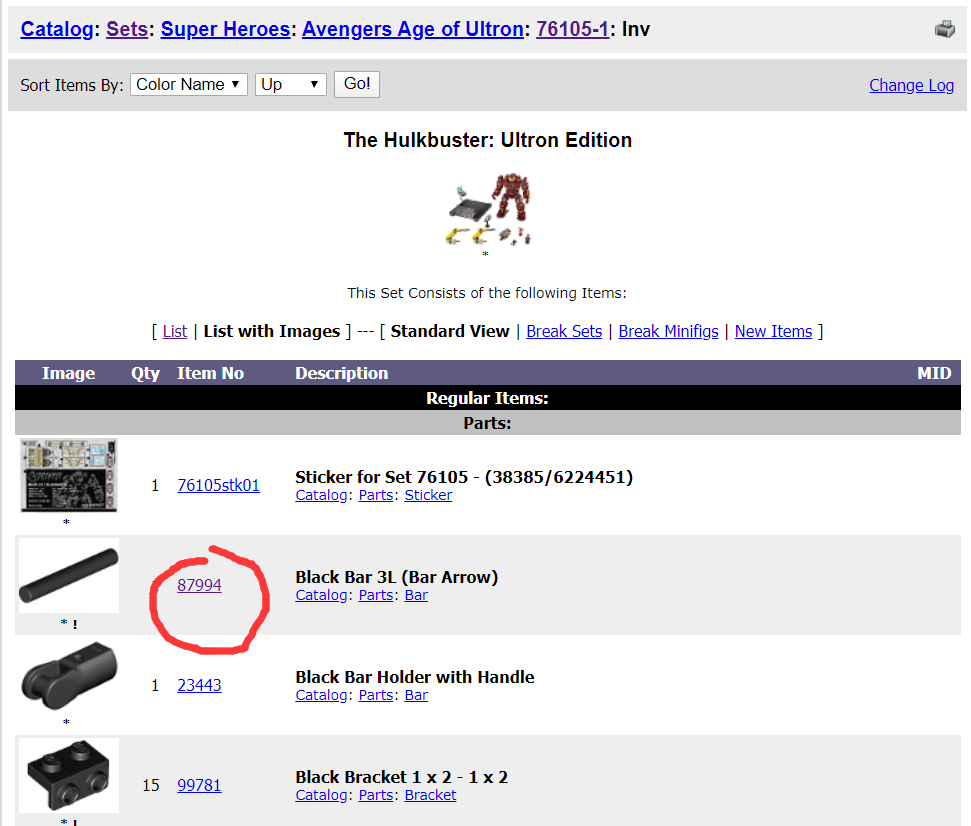 Catalog: Sets: Super Heroes: Avengers Age of Ultron: 76105-1: Inv
Sort Items By: Color Name ▼ Up ▼ Go! Change Log
The Hulkbuster: Ultron Edition
*
This Set Consists of the following Items:
[ List | List with Images ] --- [ Standard View | Break Sets | Break Minifigs | New Items ]
Image Qty Item No Description MID
Regular Items:
Parts:
1 76105stk01 Sticker for Set 76105 - (38385/6224451)
Catalog: Parts: Sticker
*
87994 Black Bar 3L (Bar Arrow)
Catalog: Parts: Bar
* !
1 23443 Black Bar Holder with Handle
Catalog: Parts: Bar
*
15 99781 Black Bracket 1 x 2 - 1 x 2
Catalog: Parts: Bracket
* !